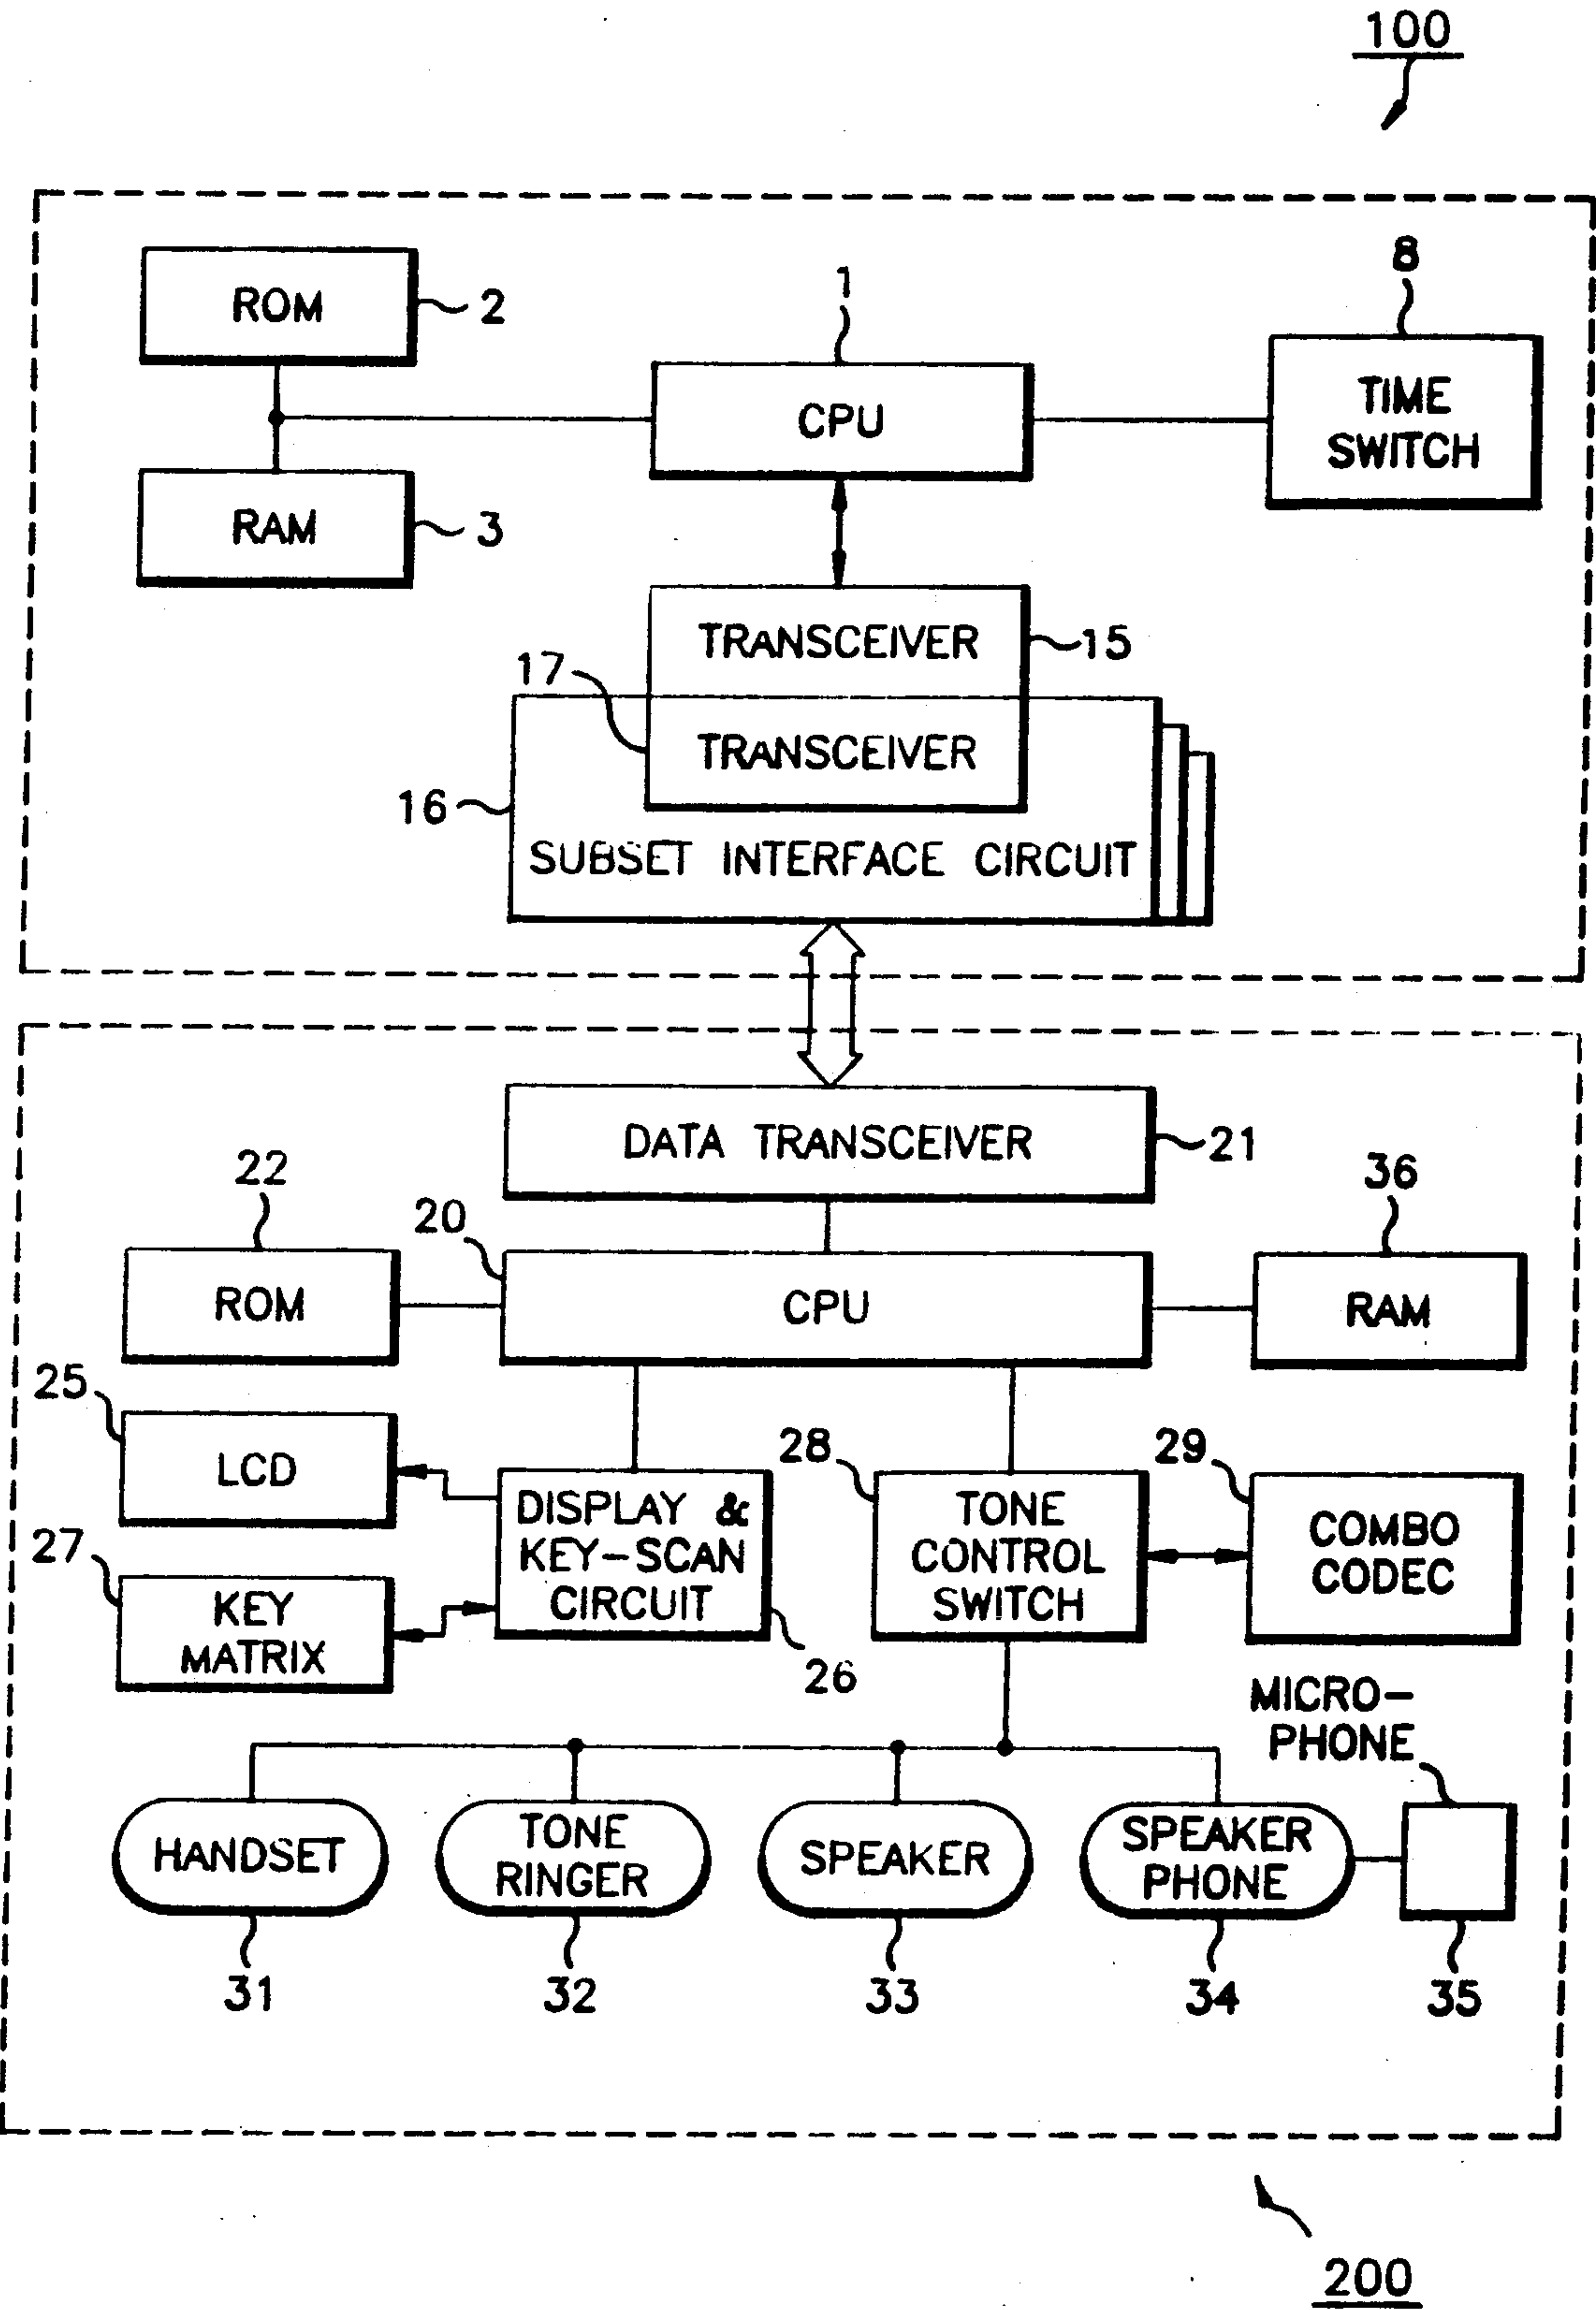 100
ROM
2
1
8
CPU
TIME
SWITCH
RAM
3
TRANSCEIVER
15
17
TRANSCEIVER
16
SUBSET INTERFACE CIRCUIT
DATA TRANSCEIVER
21
22
20
36
ROM
CPU
RAM
25
LCD
28
29
DISPLAY &
KEY-SCAN
CIRCUIT
TONE
CONTROL
SWITCH
COMBO
CODEC
27
KEY
MATRIX
26
MICRO-
PHONE
HANDSET
TONE
RINGER
SPEAKER
SPEAKER
PHONE
31
32
33
34
35
200